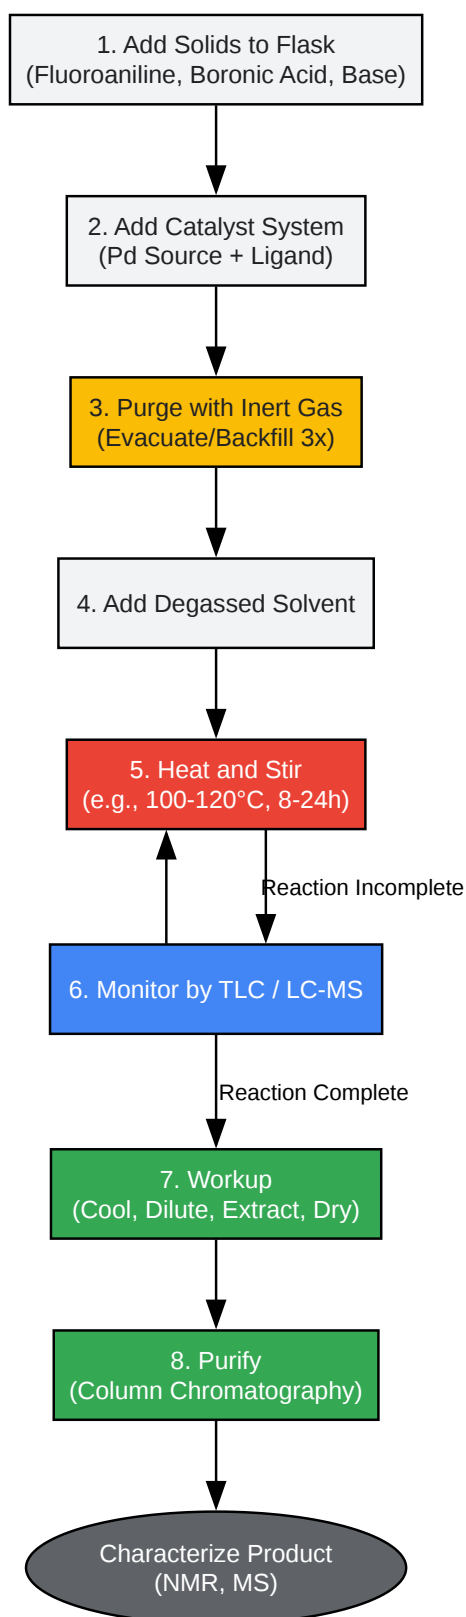 1. Add Solids to Flask
(Fluoroaniline, Boronic Acid, Base)
2. Add Catalyst System
(Pd Source + Ligand)
3. Purge with Inert Gas
(Evacuate/Backfill 3x)
4. Add Degassed Solvent
5. Heat and Stir
(e.g., 100-120°C, 8-24h)
Reaction Incomplete
6. Monitor by TLC / LC-MS
Reaction Complete
7. Workup
(Cool, Dilute, Extract, Dry)
8. Purify
(Column Chromatography)
Characterize Product
(NMR, MS)